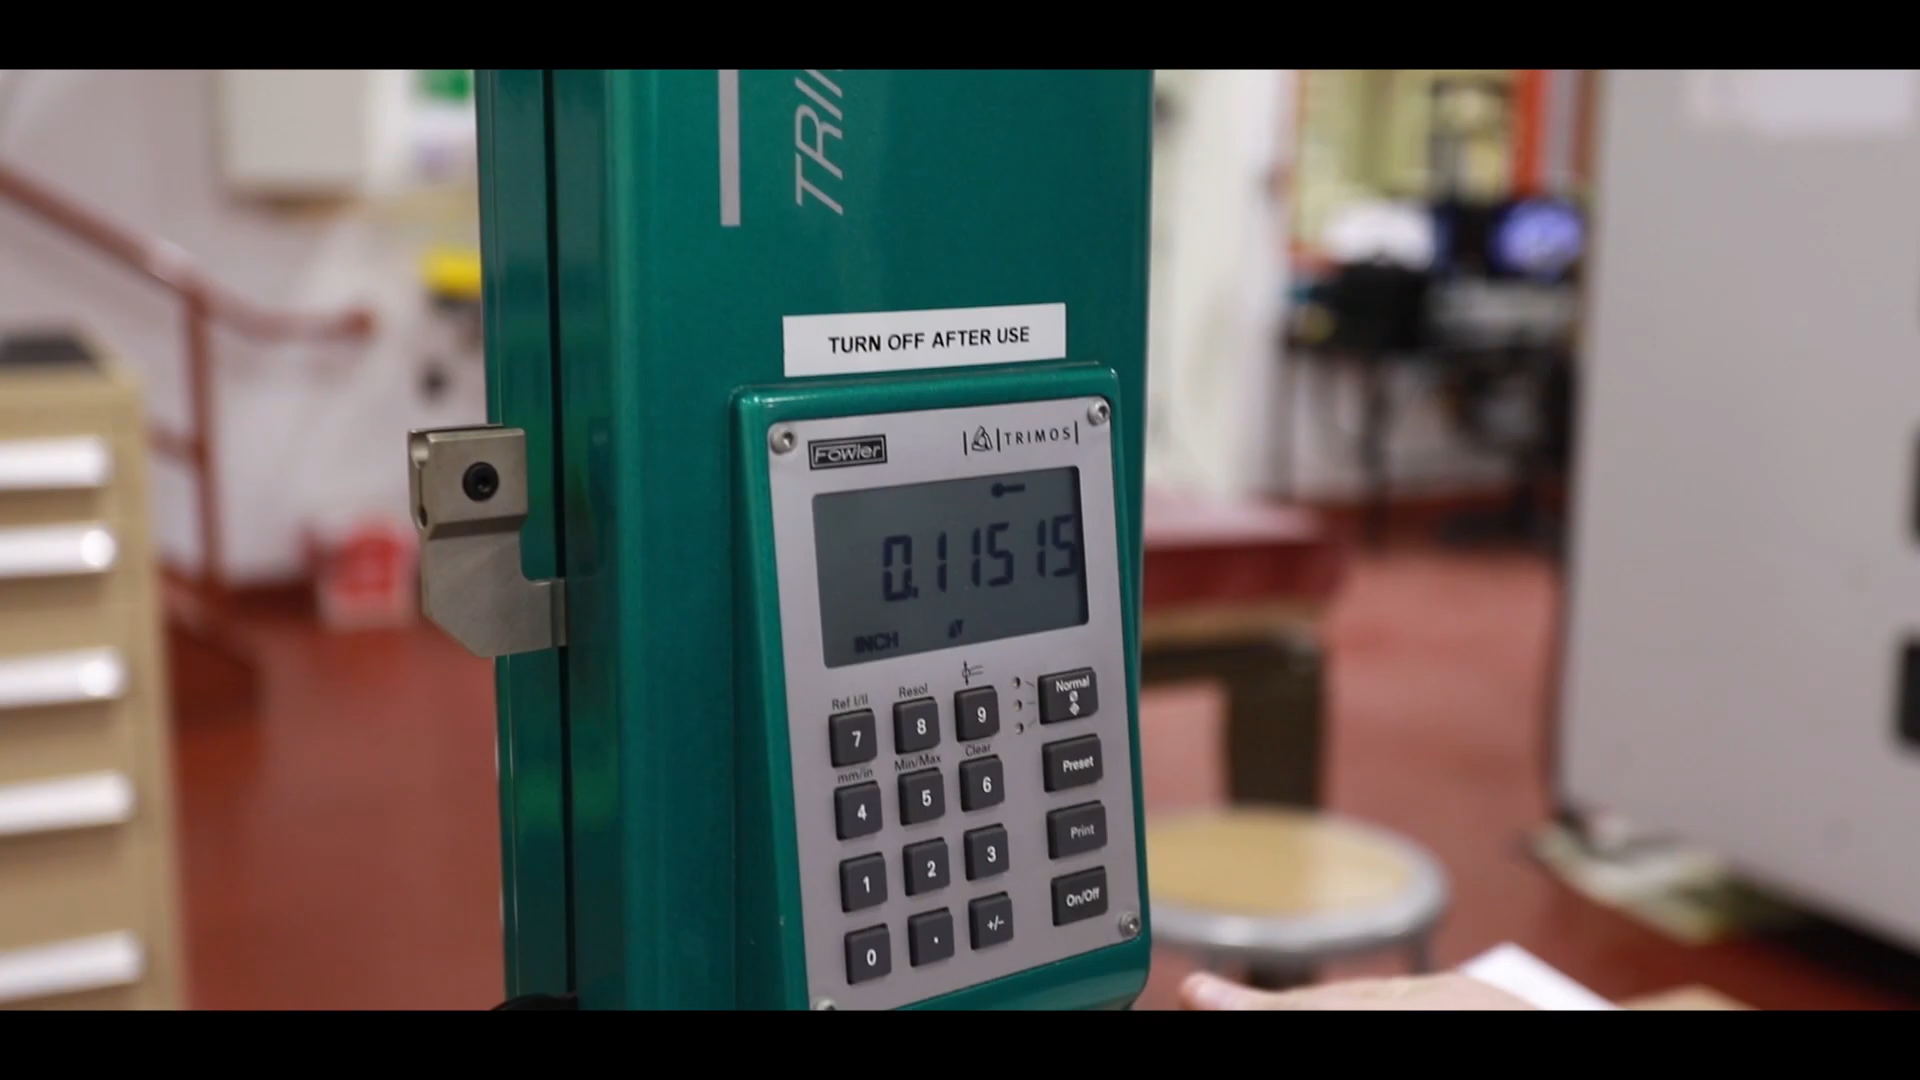 TRIM
TURN OFF AFTER USE
Fowler
TRIMOS
0.11515
INCH
Ref I/II
Resol
7
8
9
Normal
mm/in
Min/Max
Clear
4
5
6
Preset
1
2
3
Print
0
.
+/-
On/Off